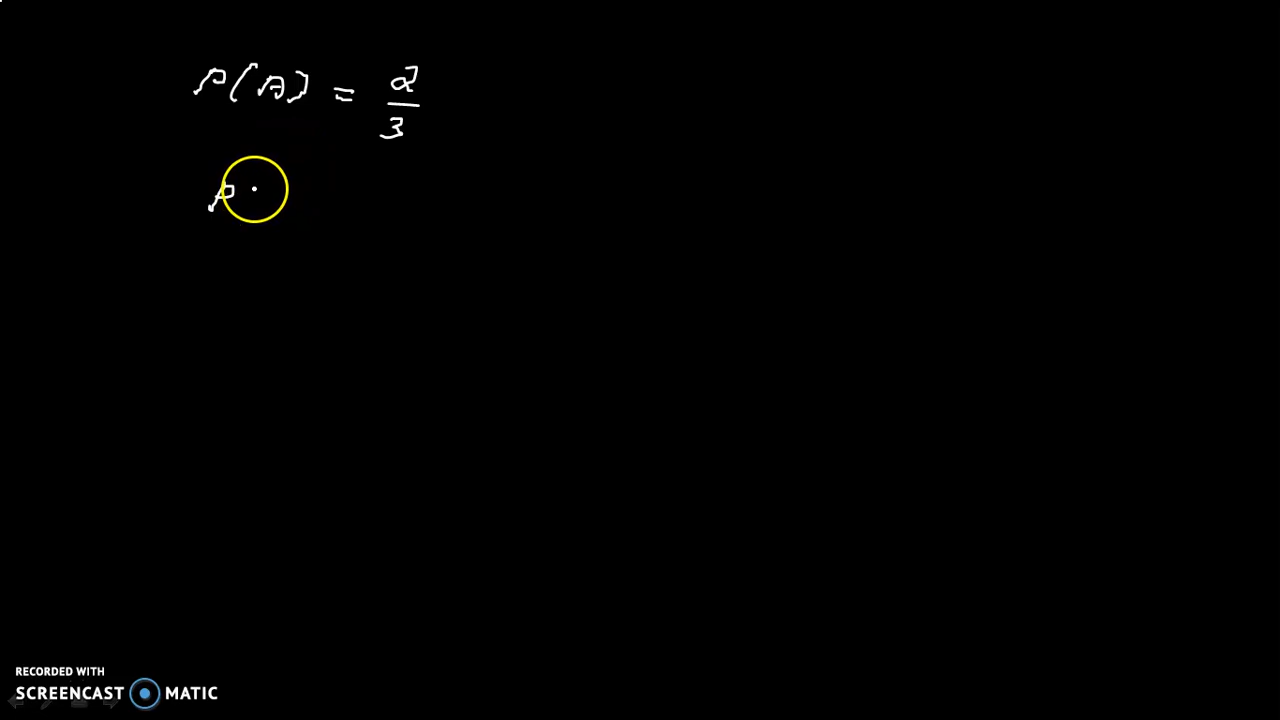 P(A) = 2/3
P
RECORDED WITH
SCREENCAST MATIC